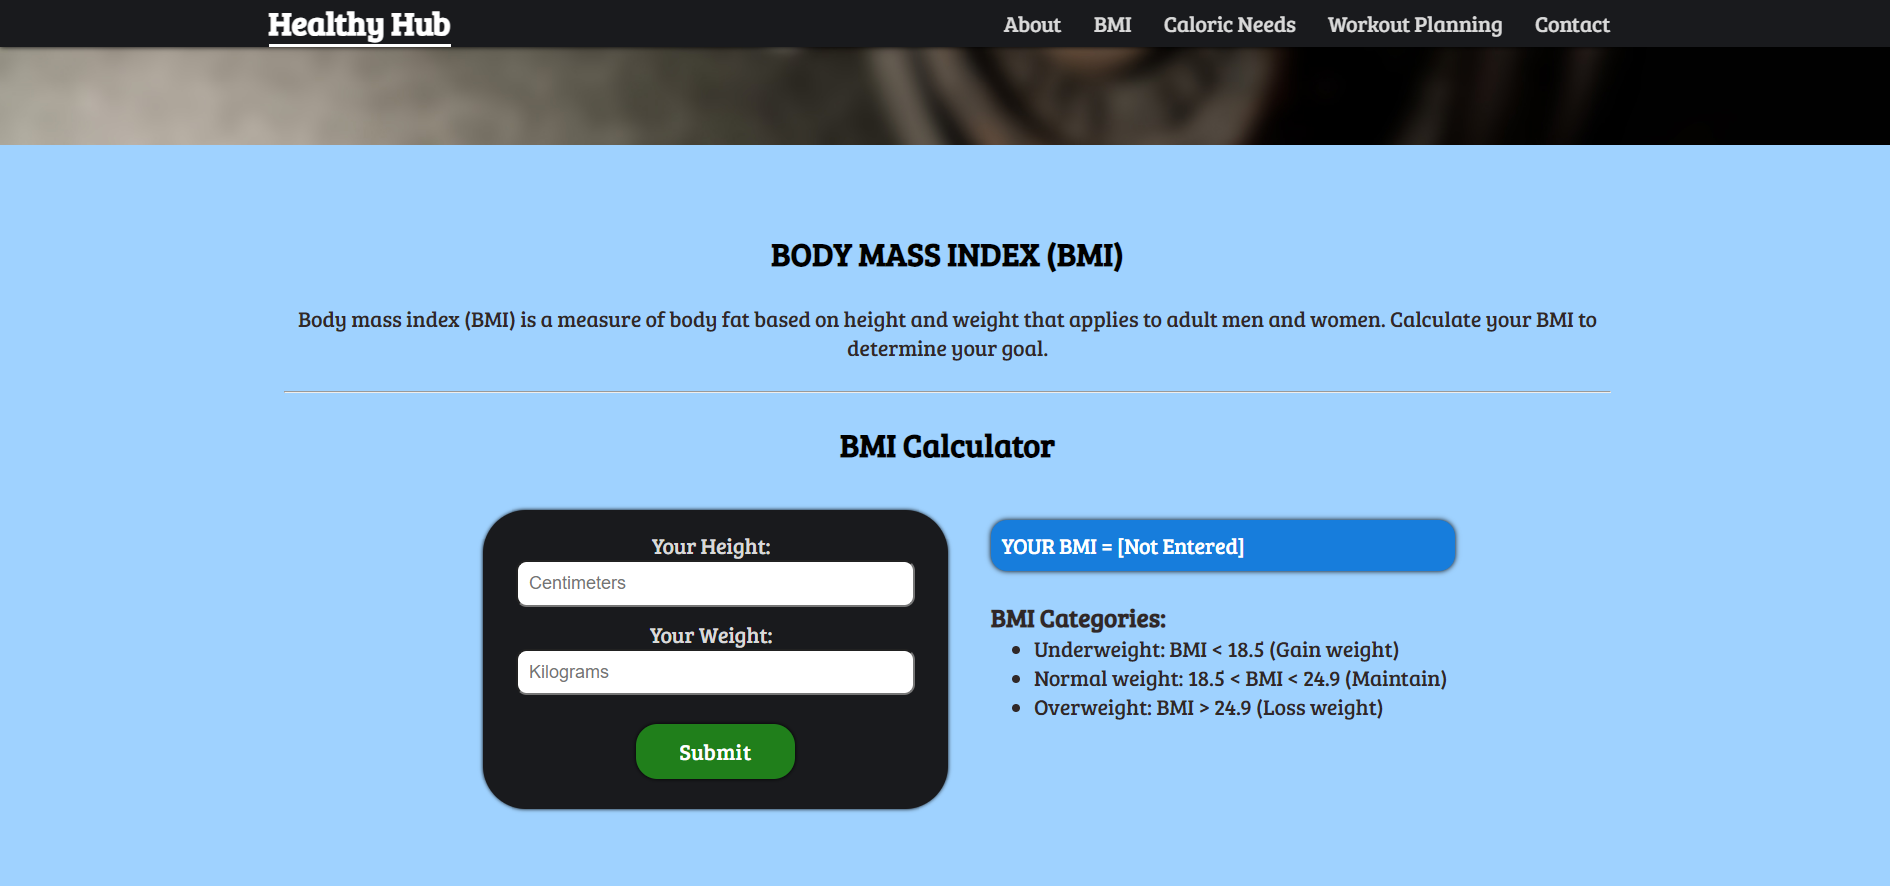 Healthy Hub
About BMI Caloric Needs Workout Planning Contact
BODY MASS INDEX (BMI)
Body mass index (BMI) is a measure of body fat based on height and weight that applies to adult men and women. Calculate your BMI to
determine your goal.
BMI Calculator
Your Height:
Centimeters
Your Weight:
Kilograms
Submit
YOUR BMI = [Not Entered]
BMI Categories:
Underweight: BMI < 18.5 (Gain weight)
Normal weight: 18.5 < BMI < 24.9 (Maintain)
Overweight: BMI > 24.9 (Loss weight)